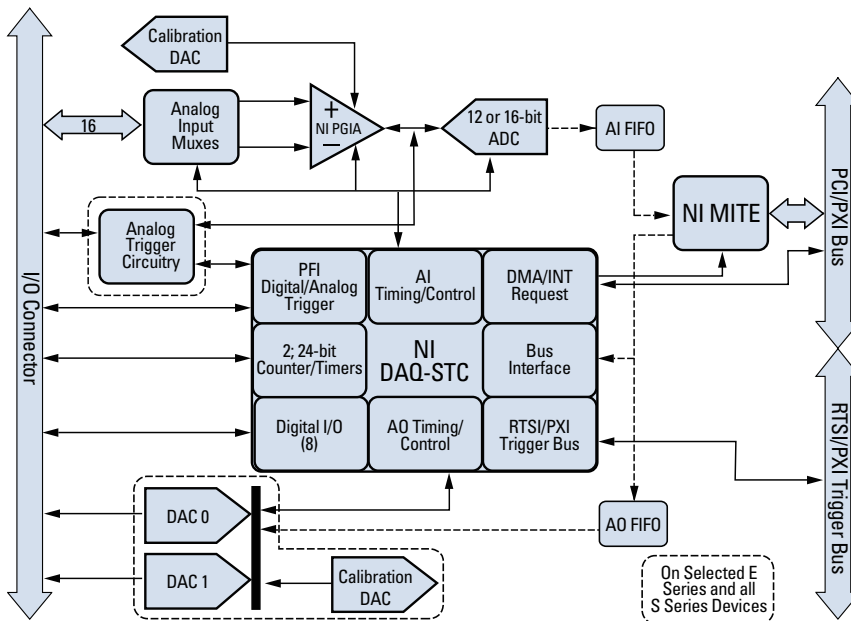 Calibration
DAC
16
Analog
Input
Muxes
+
NI PGIA
−
12 or 16-bit
ADC
AI FIFO
NI MITE
PCI/PXI Bus
I/O Connector
Analog
Trigger
Circuitry
PFI
Digital/Analog
Trigger
AI
Timing/Control
DMA/INT
Request
2; 24-bit
Counter/Timers
NI
DAQ-STC
Bus
Interface
Digital I/O
(8)
AO Timing/
Control
RTSI/PXI
Trigger Bus
RTSI/PXI Trigger Bus
DAC 0
AO FIFO
DAC 1
Calibration
DAC
On Selected E
Series and all
S Series Devices